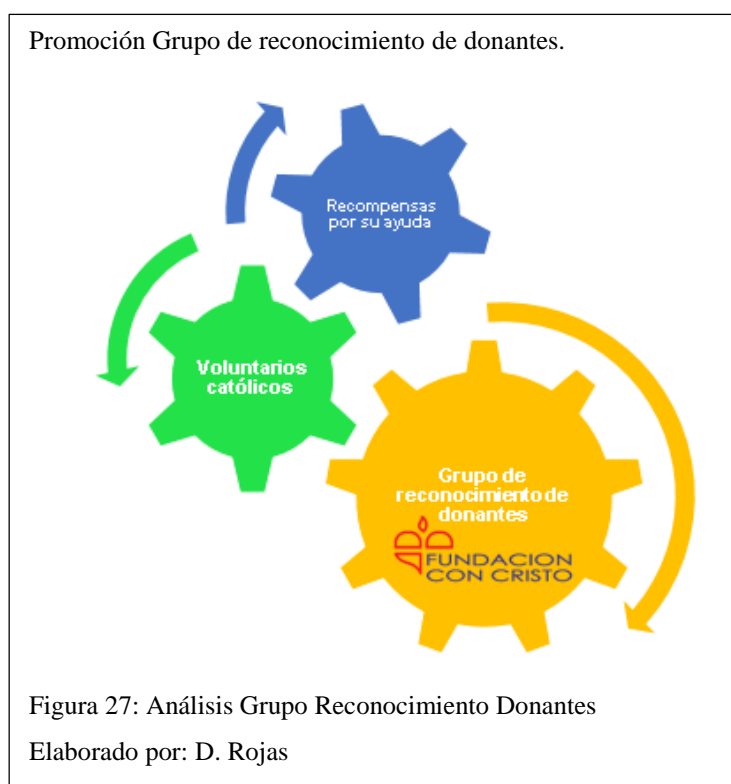 Promoción Grupo de reconocimiento de donantes.
Recompensas
por su ayuda
Voluntarios
católicos
Grupo de
reconocimiento de
donantes
FUNDACION
CON CRISTO
Figura 27: Análisis Grupo Reconocimiento Donantes
Elaborado por: D. Rojas